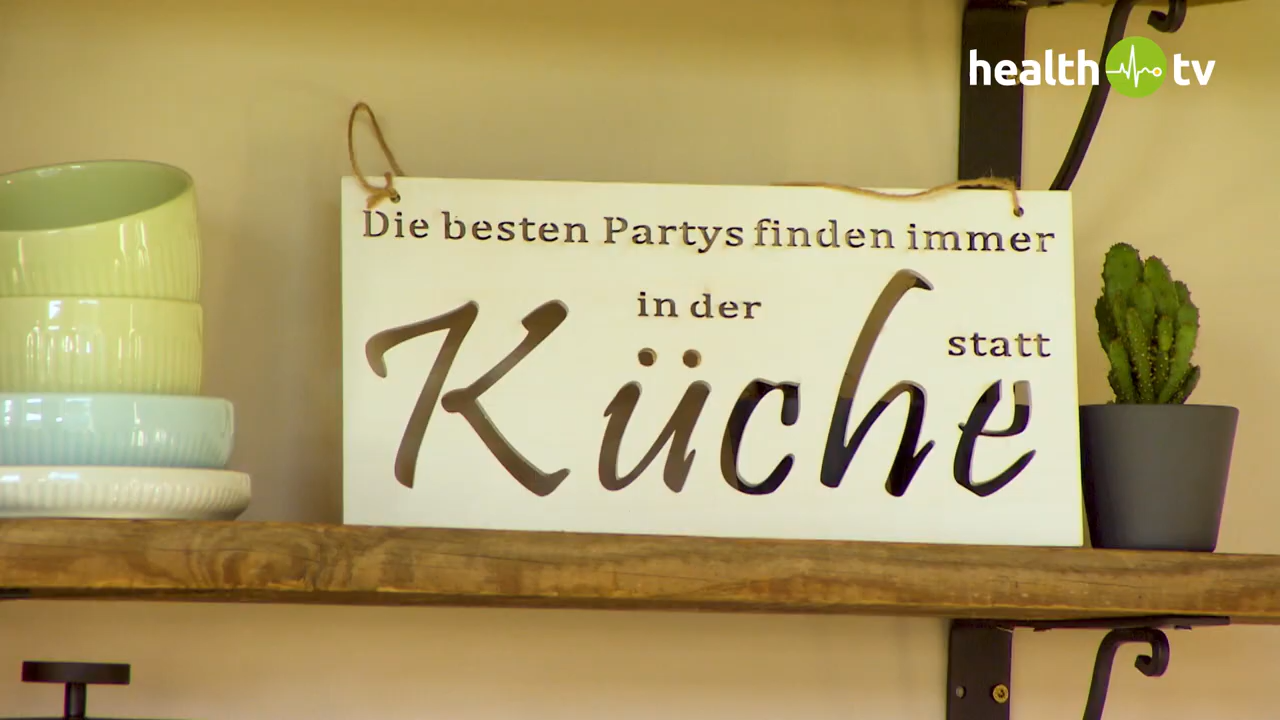 health tv
Die besten Partys finden immer
in der
Küche
statt